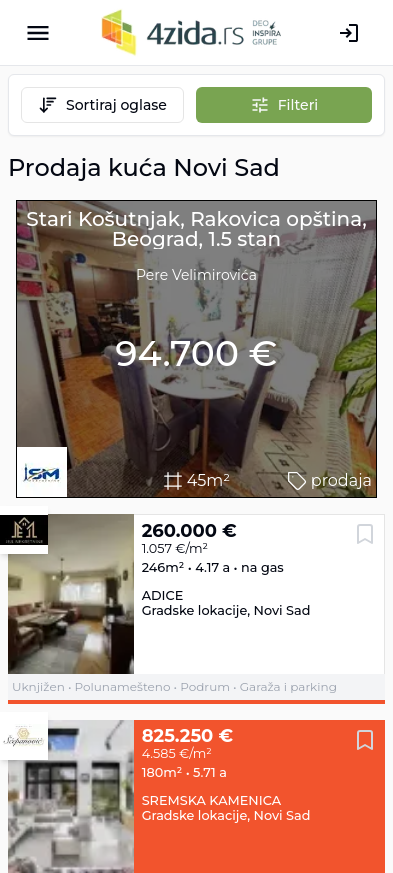 4zida.rs
DEO
INSPIRA
GRUPE
Sortiraj oglase
Filteri
Prodaja kuća Novi Sad
Stari Košutnjak, Rakovica opština,
Beograd, 1.5 stan
Pere Velimirovića
94.700 €
ISM
45m²
prodaja
260.000 €
1.057 €/m²
246m² • 4.17 a • na gas
ADICE
Gradske lokacije, Novi Sad
Uknjižen • Polunamešteno • Podrum • Garaža i parking
825.250 €
4.585 €/m²
Šćepanović
180m² • 5.71 a
SREMSKA KAMENICA
Gradske lokacije, Novi Sad